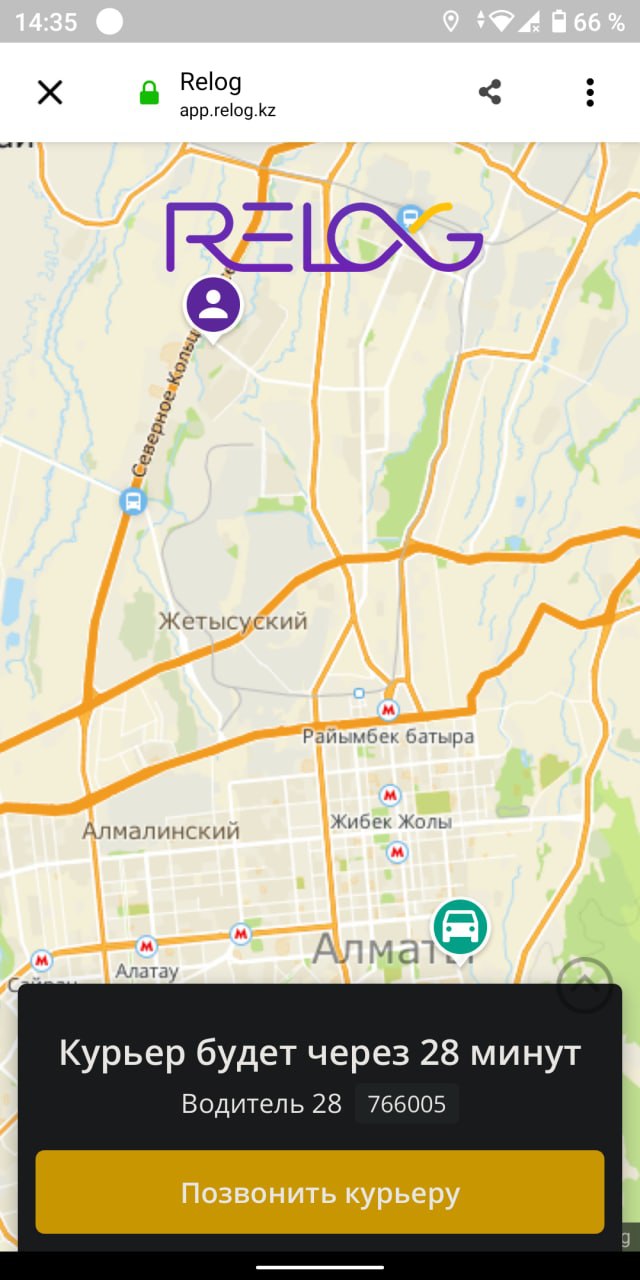 14:35
66 %
Relog
app.relog.kz
RELOG
Северное Кольц
Жетысуский
М
Райымбек батыра
М
Жибек Жолы
Алмалинский
М
М
М
М
Алматы
Алатау
Сайран
Курьер будет через 28 минут
Водитель 28 766005
Позвонить курьеру
g